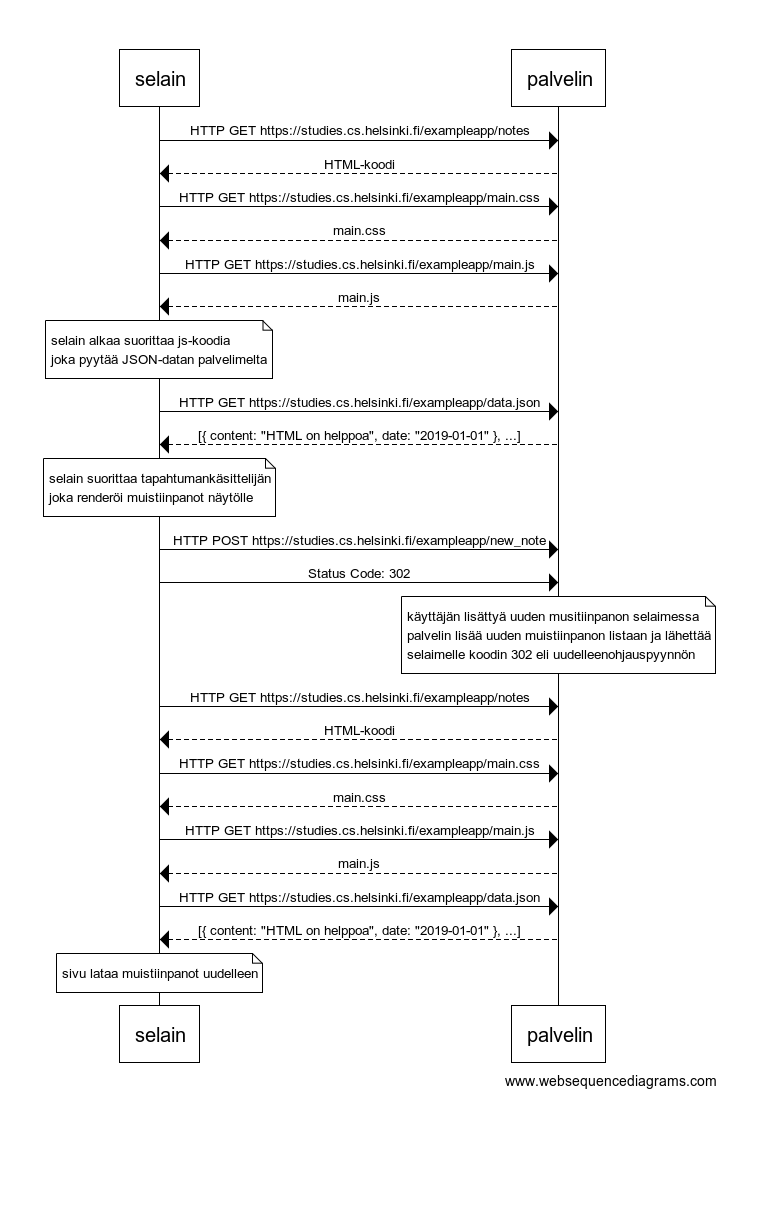 selain
palvelin
HTTP GET https://studies.cs.helsinki.fi/exampleapp/notes
HTML-koodi
HTTP GET https://studies.cs.helsinki.fi/exampleapp/main.css
main.css
HTTP GET https://studies.cs.helsinki.fi/exampleapp/main.js
main.js
selain alkaa suorittaa js-koodia
joka pyytää JSON-datan palvelimelta
HTTP GET https://studies.cs.helsinki.fi/exampleapp/data.json
[{ content: "HTML on helppoa", date: "2019-01-01" }, ...]
selain suorittaa tapahtumankäsittelijän
joka renderöi muistiinpanot näytölle
HTTP POST https://studies.cs.helsinki.fi/exampleapp/new_note
Status Code: 302
käyttäjän lisättyä uuden musitiinpanon selaimessa
palvelin lisää uuden muistiinpanon listaan ja lähettää
selaimelle koodin 302 eli uudelleenohjauspyynnön
HTTP GET https://studies.cs.helsinki.fi/exampleapp/notes
HTML-koodi
HTTP GET https://studies.cs.helsinki.fi/exampleapp/main.css
main.css
HTTP GET https://studies.cs.helsinki.fi/exampleapp/main.js
main.js
HTTP GET https://studies.cs.helsinki.fi/exampleapp/data.json
[{ content: "HTML on helppoa", date: "2019-01-01" }, ...]
sivu lataa muistiinpanot uudelleen
selain
palvelin
www.websequencediagrams.com